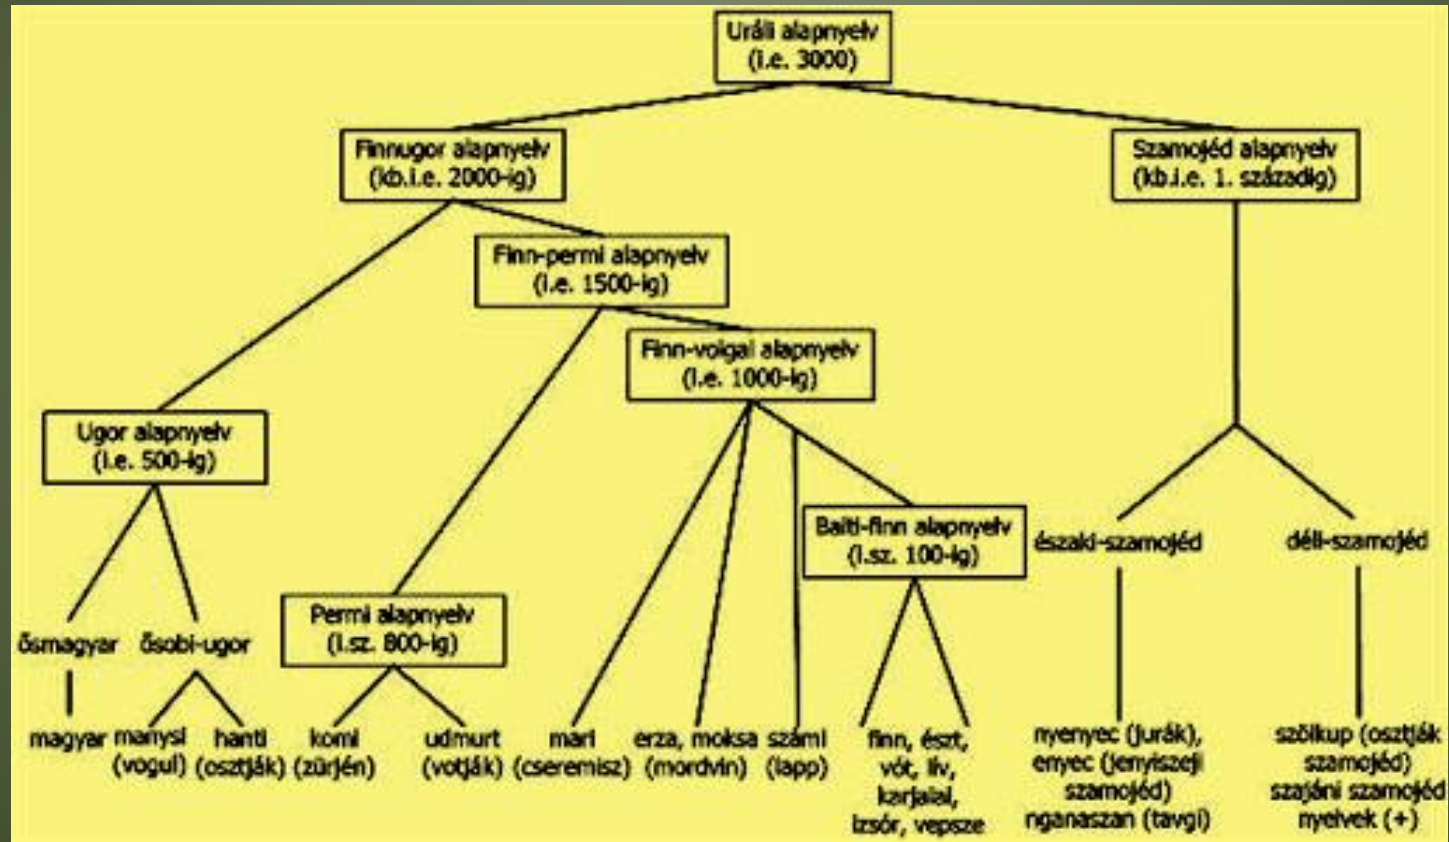 Uráli alapnyelv
(i.e. 3000)
Finnugor alapnyelv
(kb.i.e. 2000-ig)
Szamojéd alapnyelv
(kb.i.e. 1. századig)
Finn-permi alapnyelv
(i.e. 1500-ig)
Finn-volgai alapnyelv
(i.e. 1000-ig)
Ugor alapnyelv
(i.e. 500-ig)
Balti-finn alapnyelv
(i.sz. 100-ig)
északi-szamojéd
déli-szamojéd
Permi alapnyelv
(i.sz. 800-ig)
ősmagyar
ősobi-ugor
magyar
manysi
(vogul)
hanti
(osztják)
komi
(zürjén)
udmurt
(votják)
mari
(cseremisz)
erza, moksa
(mordvin)
számi
(lapp)
finn, észt,
vót, lív,
karjalai,
izsór, vepsze
nyenyec (jurák),
enyec (jenyiszeji
szamojéd)
nganaszan (tavgi)
szölkup (osztják
szamojéd)
szajáni szamojéd
nyelvek (+)